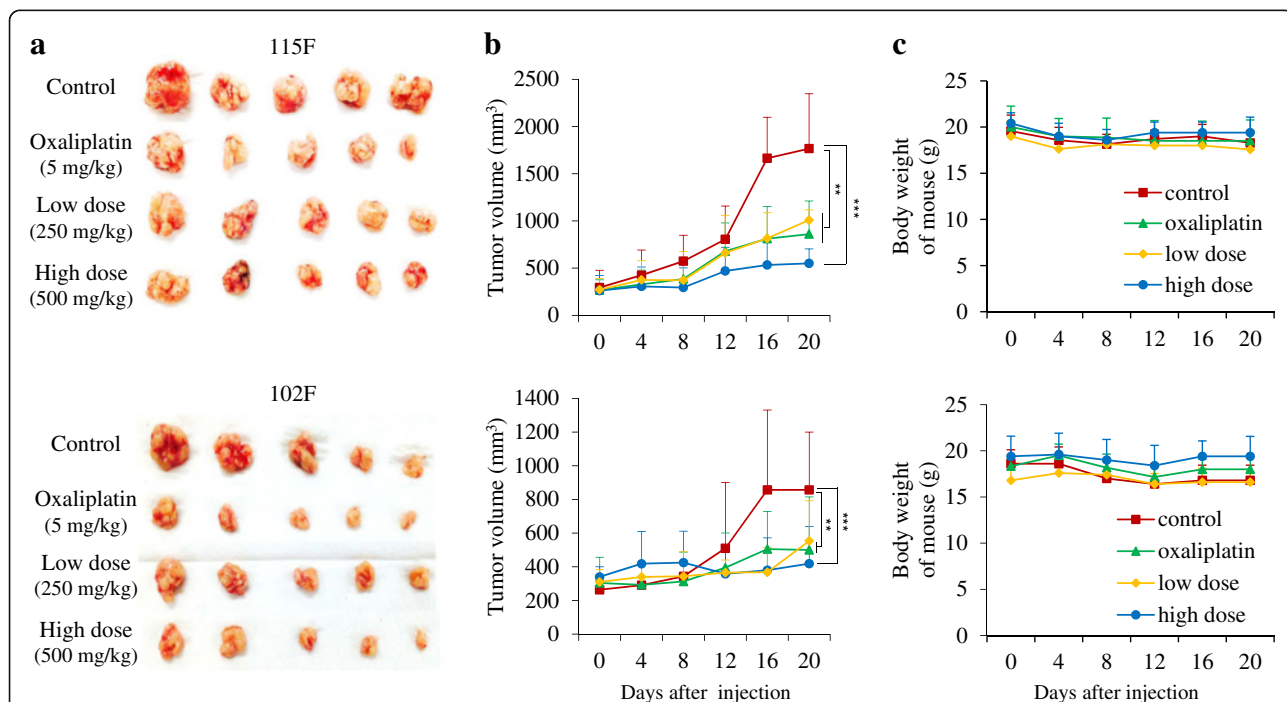 a
115F
Control
Oxaliplatin
(5 mg/kg)
Low dose
(250 mg/kg)
High dose
(500 mg/kg)
102F
Control
Oxaliplatin
(5 mg/kg)
Low dose
(250 mg/kg)
High dose
(500 mg/kg)
b
Tumor volume (mm³)
2500
2000
1500
1000
500
0
0 4 8 12 16 20
**
***
Tumor volume (mm³)
1400
1200
1000
800
600
400
200
0
0 4 8 12 16 20
**
***
Days after injection
c
Body weight
of mouse (g)
25
20
15
10
5
0
control
oxaliplatin
low dose
high dose
0 4 8 12 16 20
Body weight
of mouse (g)
25
20
15
10
5
0
control
oxaliplatin
low dose
high dose
0 4 8 12 16 20
Days after injection